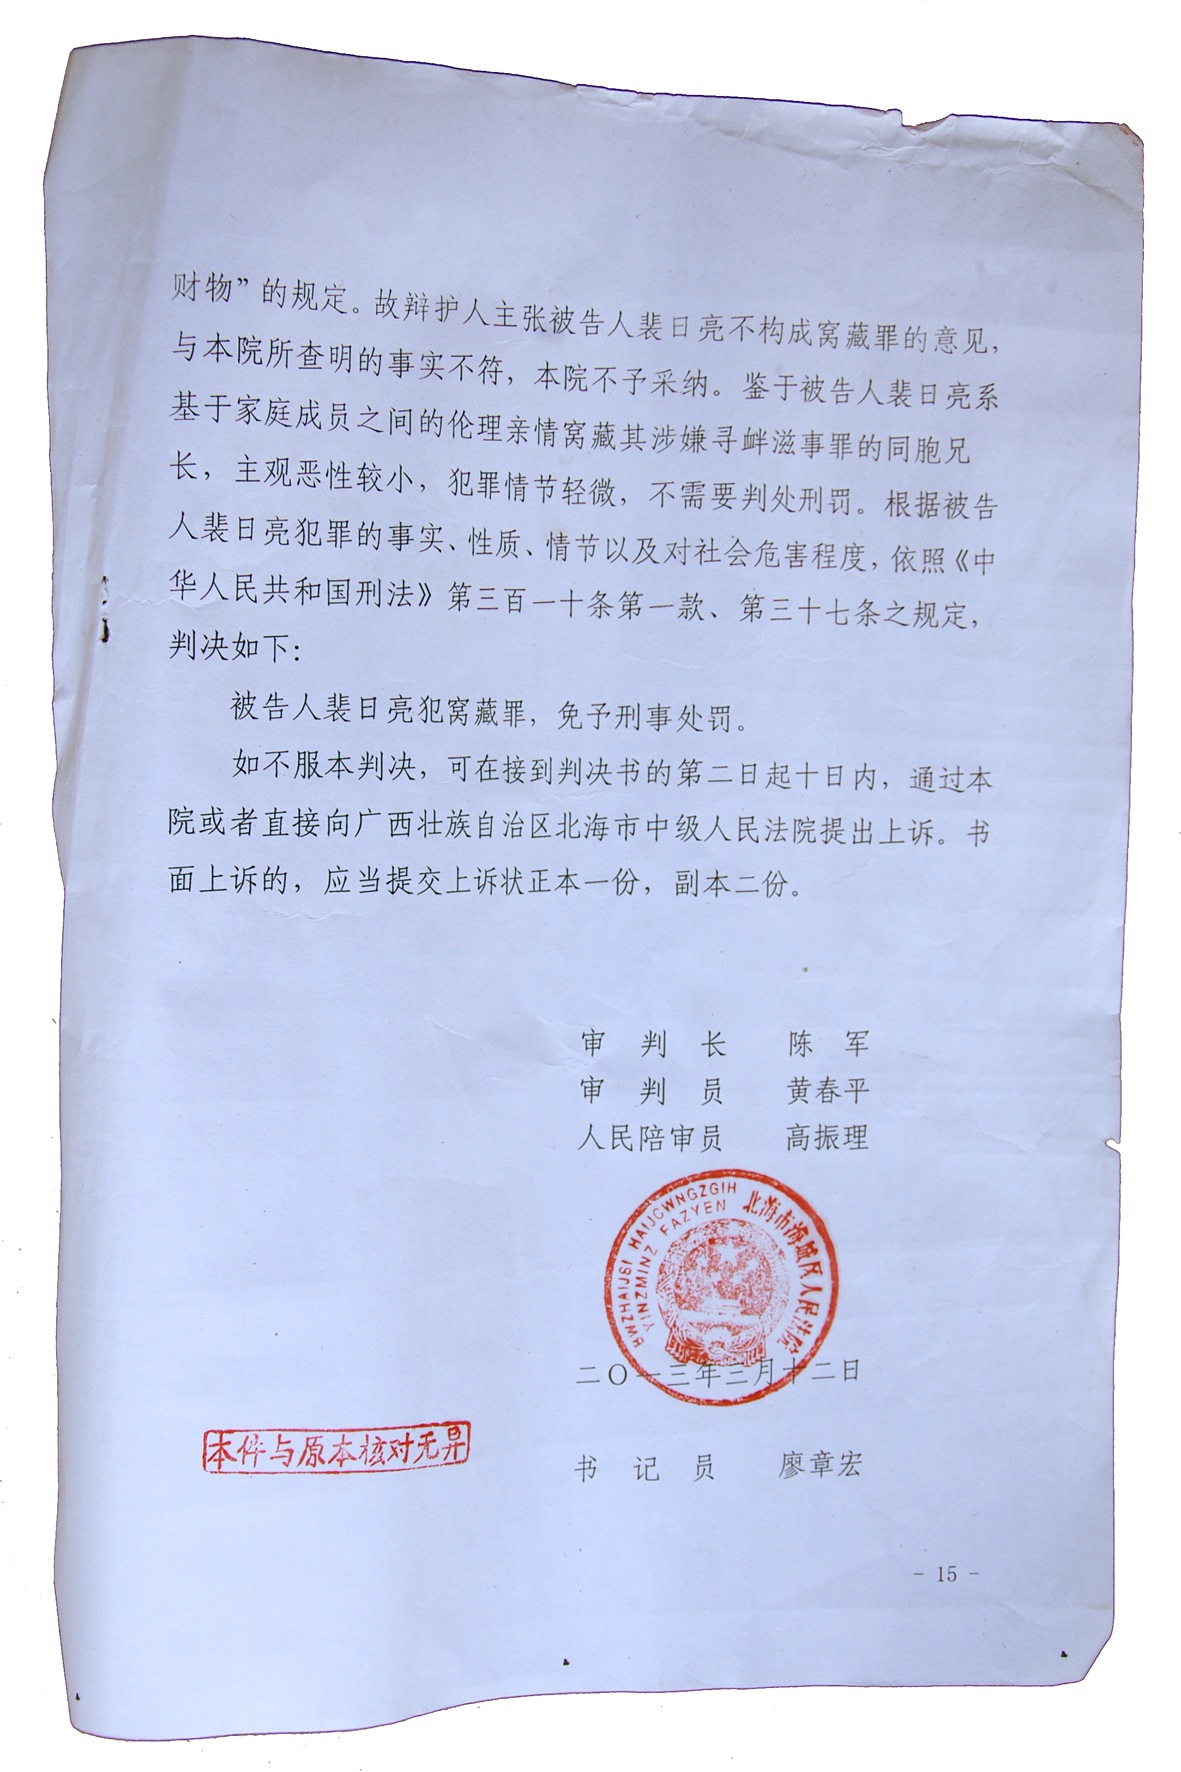 财物”的规定。故辩护人主张被告人裴日亮不构成窝藏罪的意见，
与本院所查明的事实不符，本院不予采纳。鉴于被告人裴日亮系
基于家庭成员之间的伦理亲情窝藏其涉嫌寻衅滋事罪的同胞兄
长，主观恶性较小，犯罪情节轻微，不需要判处刑罚。根据被告
人裴日亮犯罪的事实、性质、情节以及对社会危害程度，依照《中
华人民共和国刑法》第三百一十条第一款、第三十七条之规定，
判决如下：
被告人裴日亮犯窝藏罪，免予刑事处罚。
如不服本判决，可在接到判决书的第二日起十日内，通过本
院或者直接向广西壮族自治区北海市中级人民法院提出上诉。书
面上诉的，应当提交上诉状正本一份，副本二份。
审 判 长 陈 军
审 判 员 黄春平
人民陪审员 高振理
BWZHAIJSI HAIJCWNGZGIH
YINZMINZ FAZYEN
北海市海城区人民法院
二〇一三年三月十二日
本件与原本核对无异
书 记 员 廖章宏
- 15 -